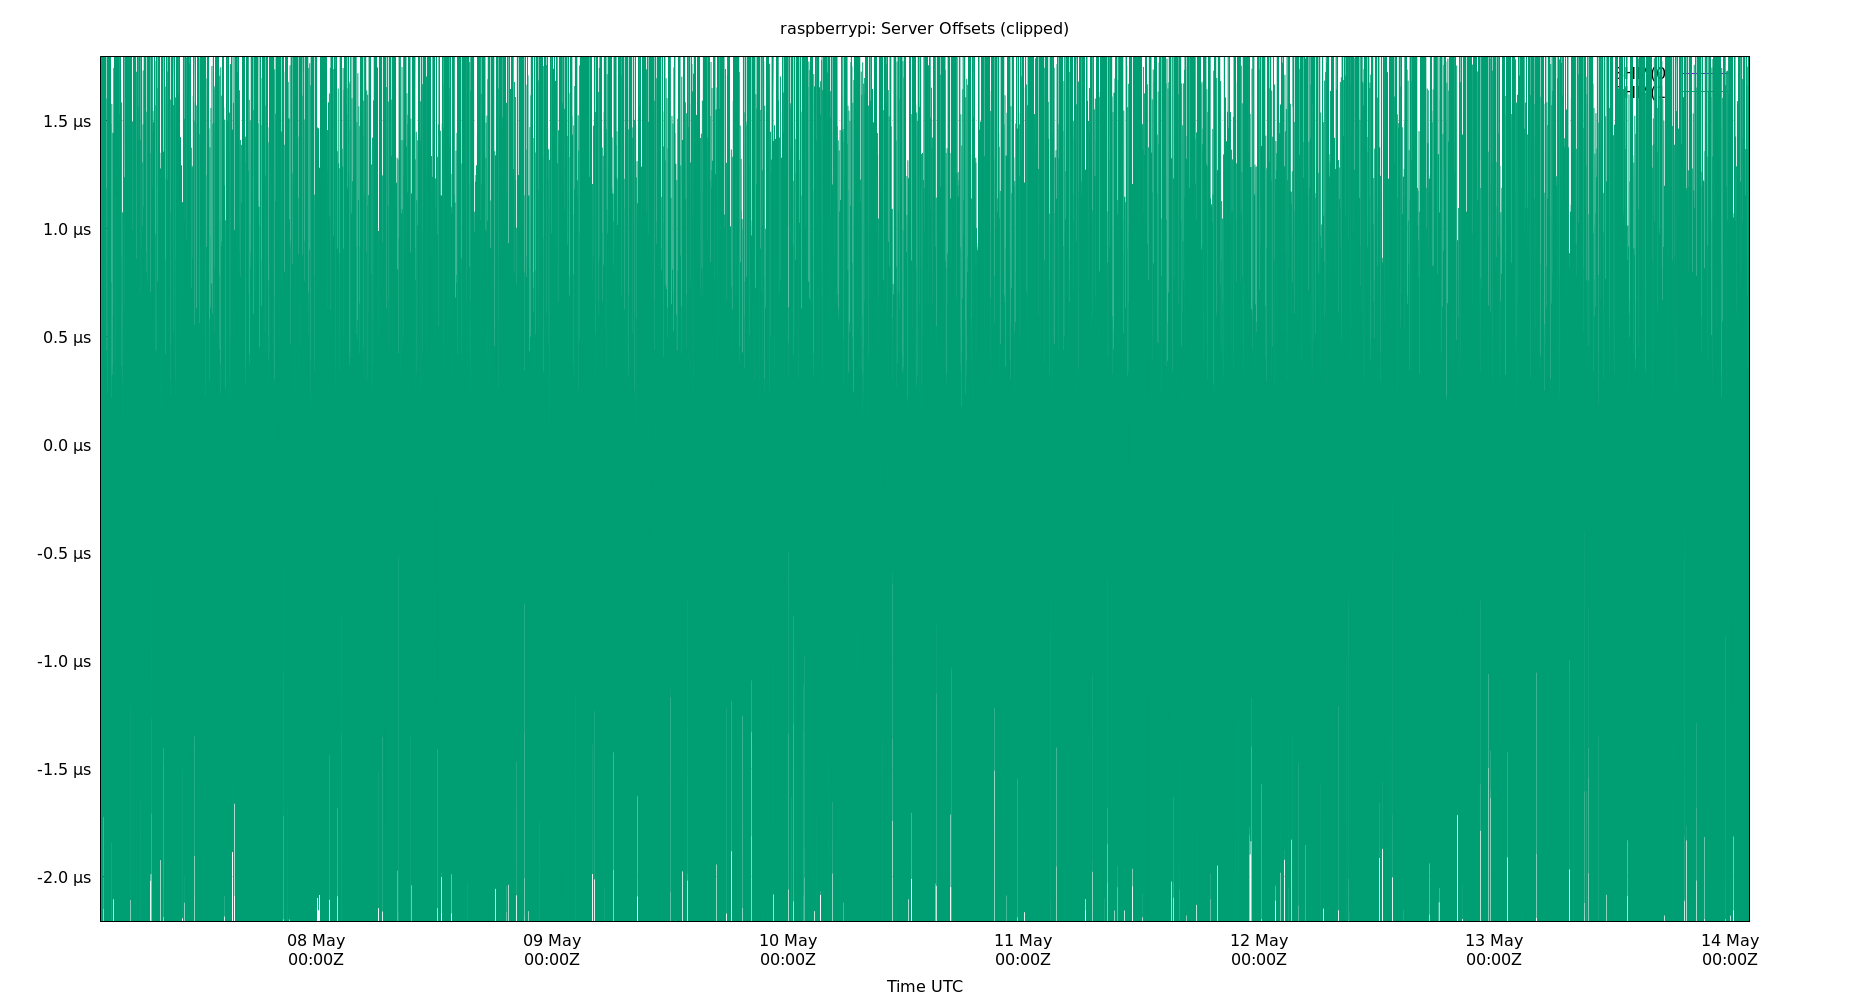 raspberrypi: Server Offsets (clipped)
1.5 µs
1.0 µs
0.5 µs
0.0 µs
-0.5 µs
-1.0 µs
-1.5 µs
-2.0 µs
08 May 09 May 10 May 11 May 12 May 13 May 14 May
00:00Z 00:00Z 00:00Z 00:00Z 00:00Z 00:00Z 00:00Z
Time UTC